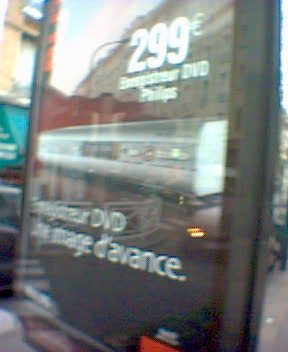 299€
Enregistreur DVD
Philips
Enregistreur DVD
Une image d'avance.